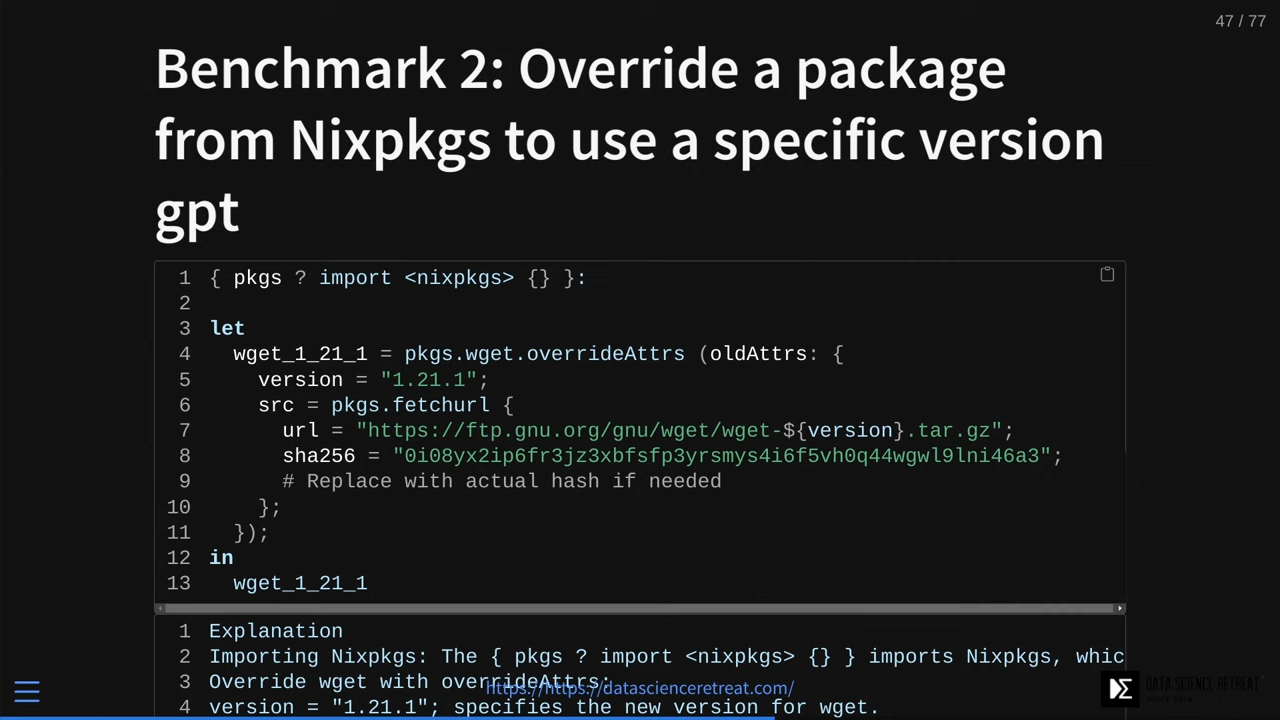 47 / 77
Benchmark 2: Override a package
from Nixpkgs to use a specific version
gpt
1 { pkgs ? import <nixpkgs> {} }:
2
3 let
4   wget_1_21_1 = pkgs.wget.overrideAttrs (oldAttrs: {
5     version = "1.21.1";
6     src = pkgs.fetchurl {
7       url = "https://ftp.gnu.org/gnu/wget/wget-${version}.tar.gz";
8       sha256 = "0i08yx2ip6fr3jz3xbfsfp3yrsmys4i6f5vh0q44wgwl9lni46a3";
9       # Replace with actual hash if needed
10     };
11   });
12 in
13   wget_1_21_1
1 Explanation
2 Importing Nixpkgs: The { pkgs ? import <nixpkgs> {} } imports Nixpkgs, whic
3 Override wget with overrideAttrs:
4 version = "1.21.1"; specifies the new version for wget.
https://https://datascienceretreat.com/
DATA SCIENCE RETREAT